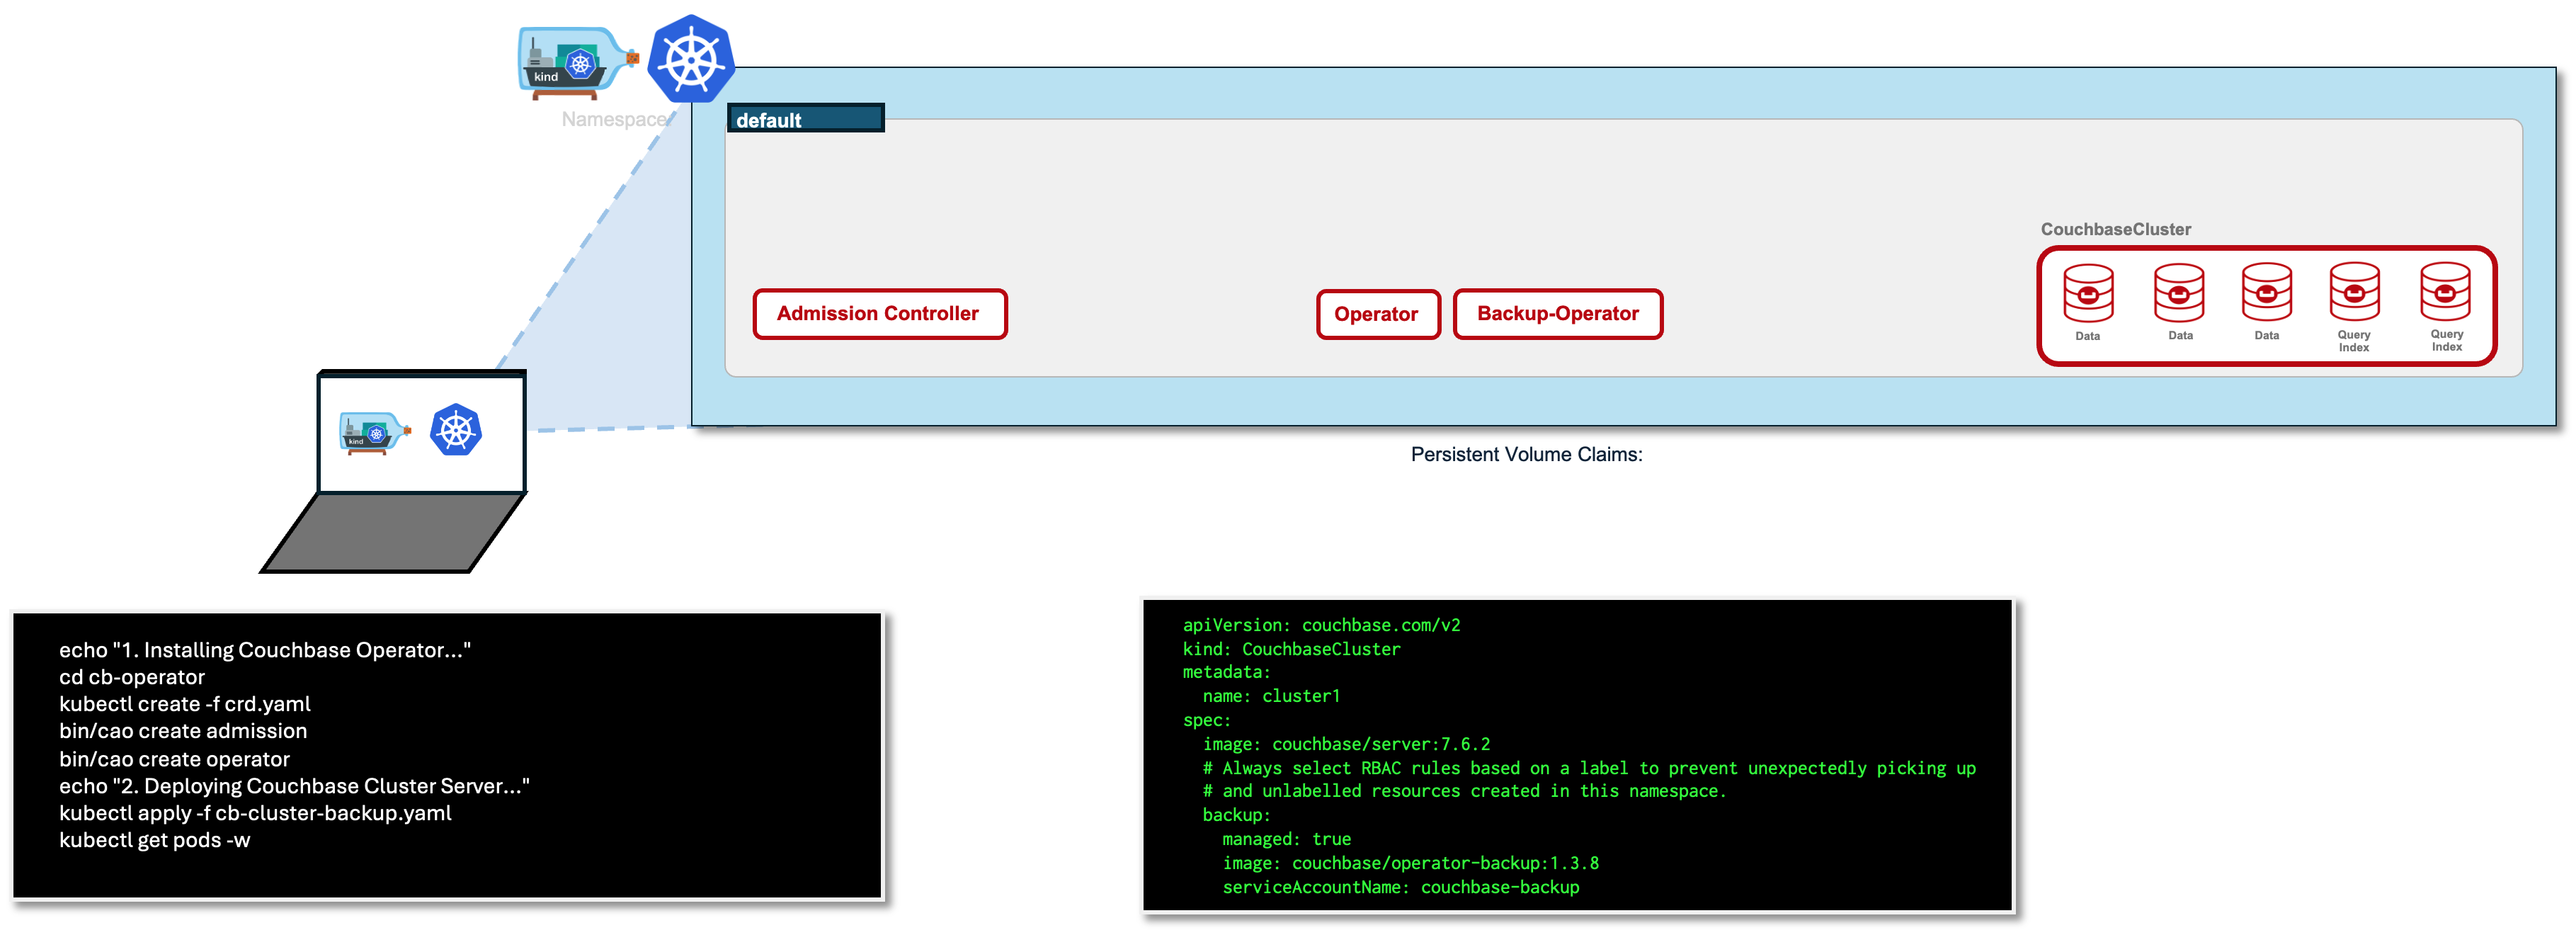 kind
Namespace
default
CouchbaseCluster
Admission Controller
Operator
Backup-Operator
Data
Data
Data
Query
Index
Query
Index
kind
Persistent Volume Claims:
echo "1. Installing Couchbase Operator..."
cd cb-operator
kubectl create -f crd.yaml
bin/cao create admission
bin/cao create operator
echo "2. Deploying Couchbase Cluster Server..."
kubectl apply -f cb-cluster-backup.yaml
kubectl get pods -w
apiVersion: couchbase.com/v2
kind: CouchbaseCluster
metadata:
  name: cluster1
spec:
  image: couchbase/server:7.6.2
  # Always select RBAC rules based on a label to prevent unexpectedly picking up
  # and unlabelled resources created in this namespace.
  backup:
    managed: true
    image: couchbase/operator-backup:1.3.8
    serviceAccountName: couchbase-backup